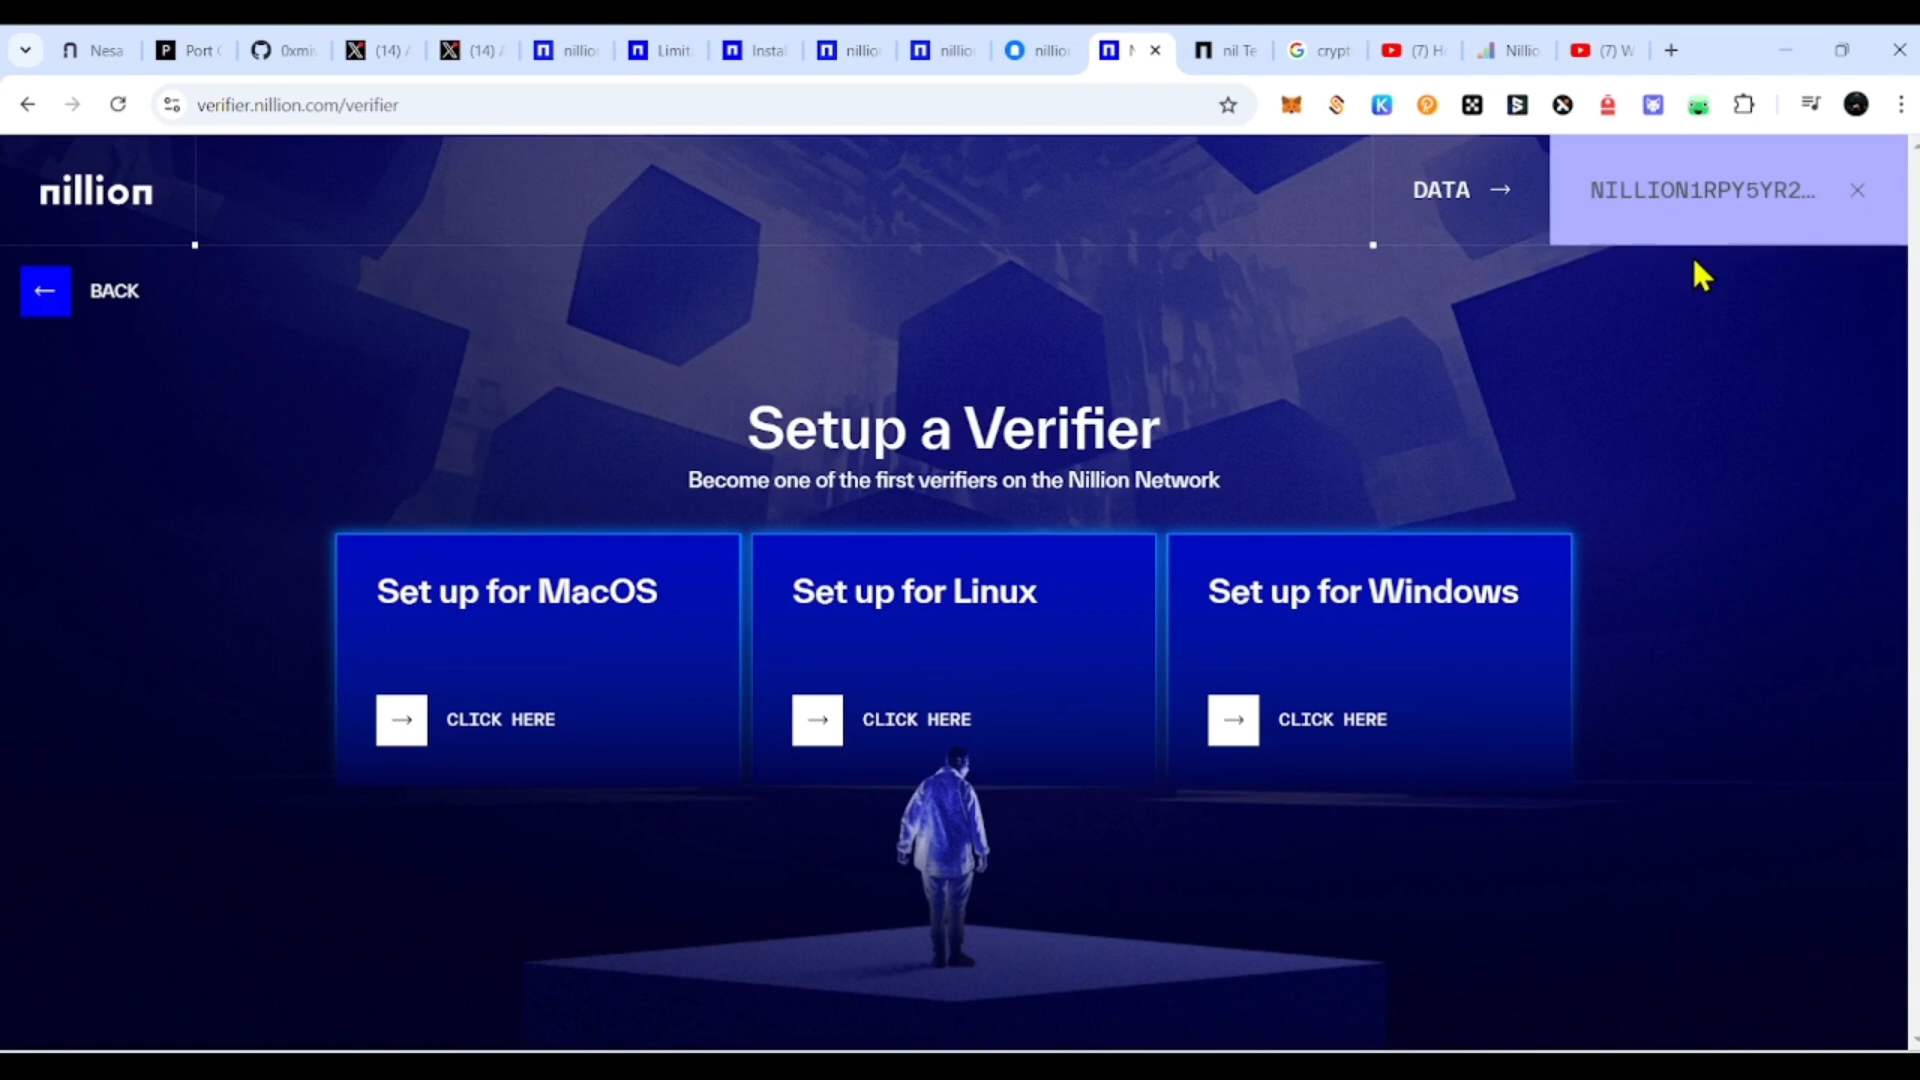 Nesa
Port
0xmi
(14)
(14)
nillio
Limit
Instal
nillio
nillio
nillio
nil Te
crypt
(7) H
Nillio
(7) W
verifier.nillion.com/verifier
nillion
DATA →
NILLION1RPY5YR2...
BACK
Setup a Verifier
Become one of the first verifiers on the Nillion Network
Set up for MacOS
Set up for Linux
Set up for Windows
CLICK HERE
CLICK HERE
CLICK HERE